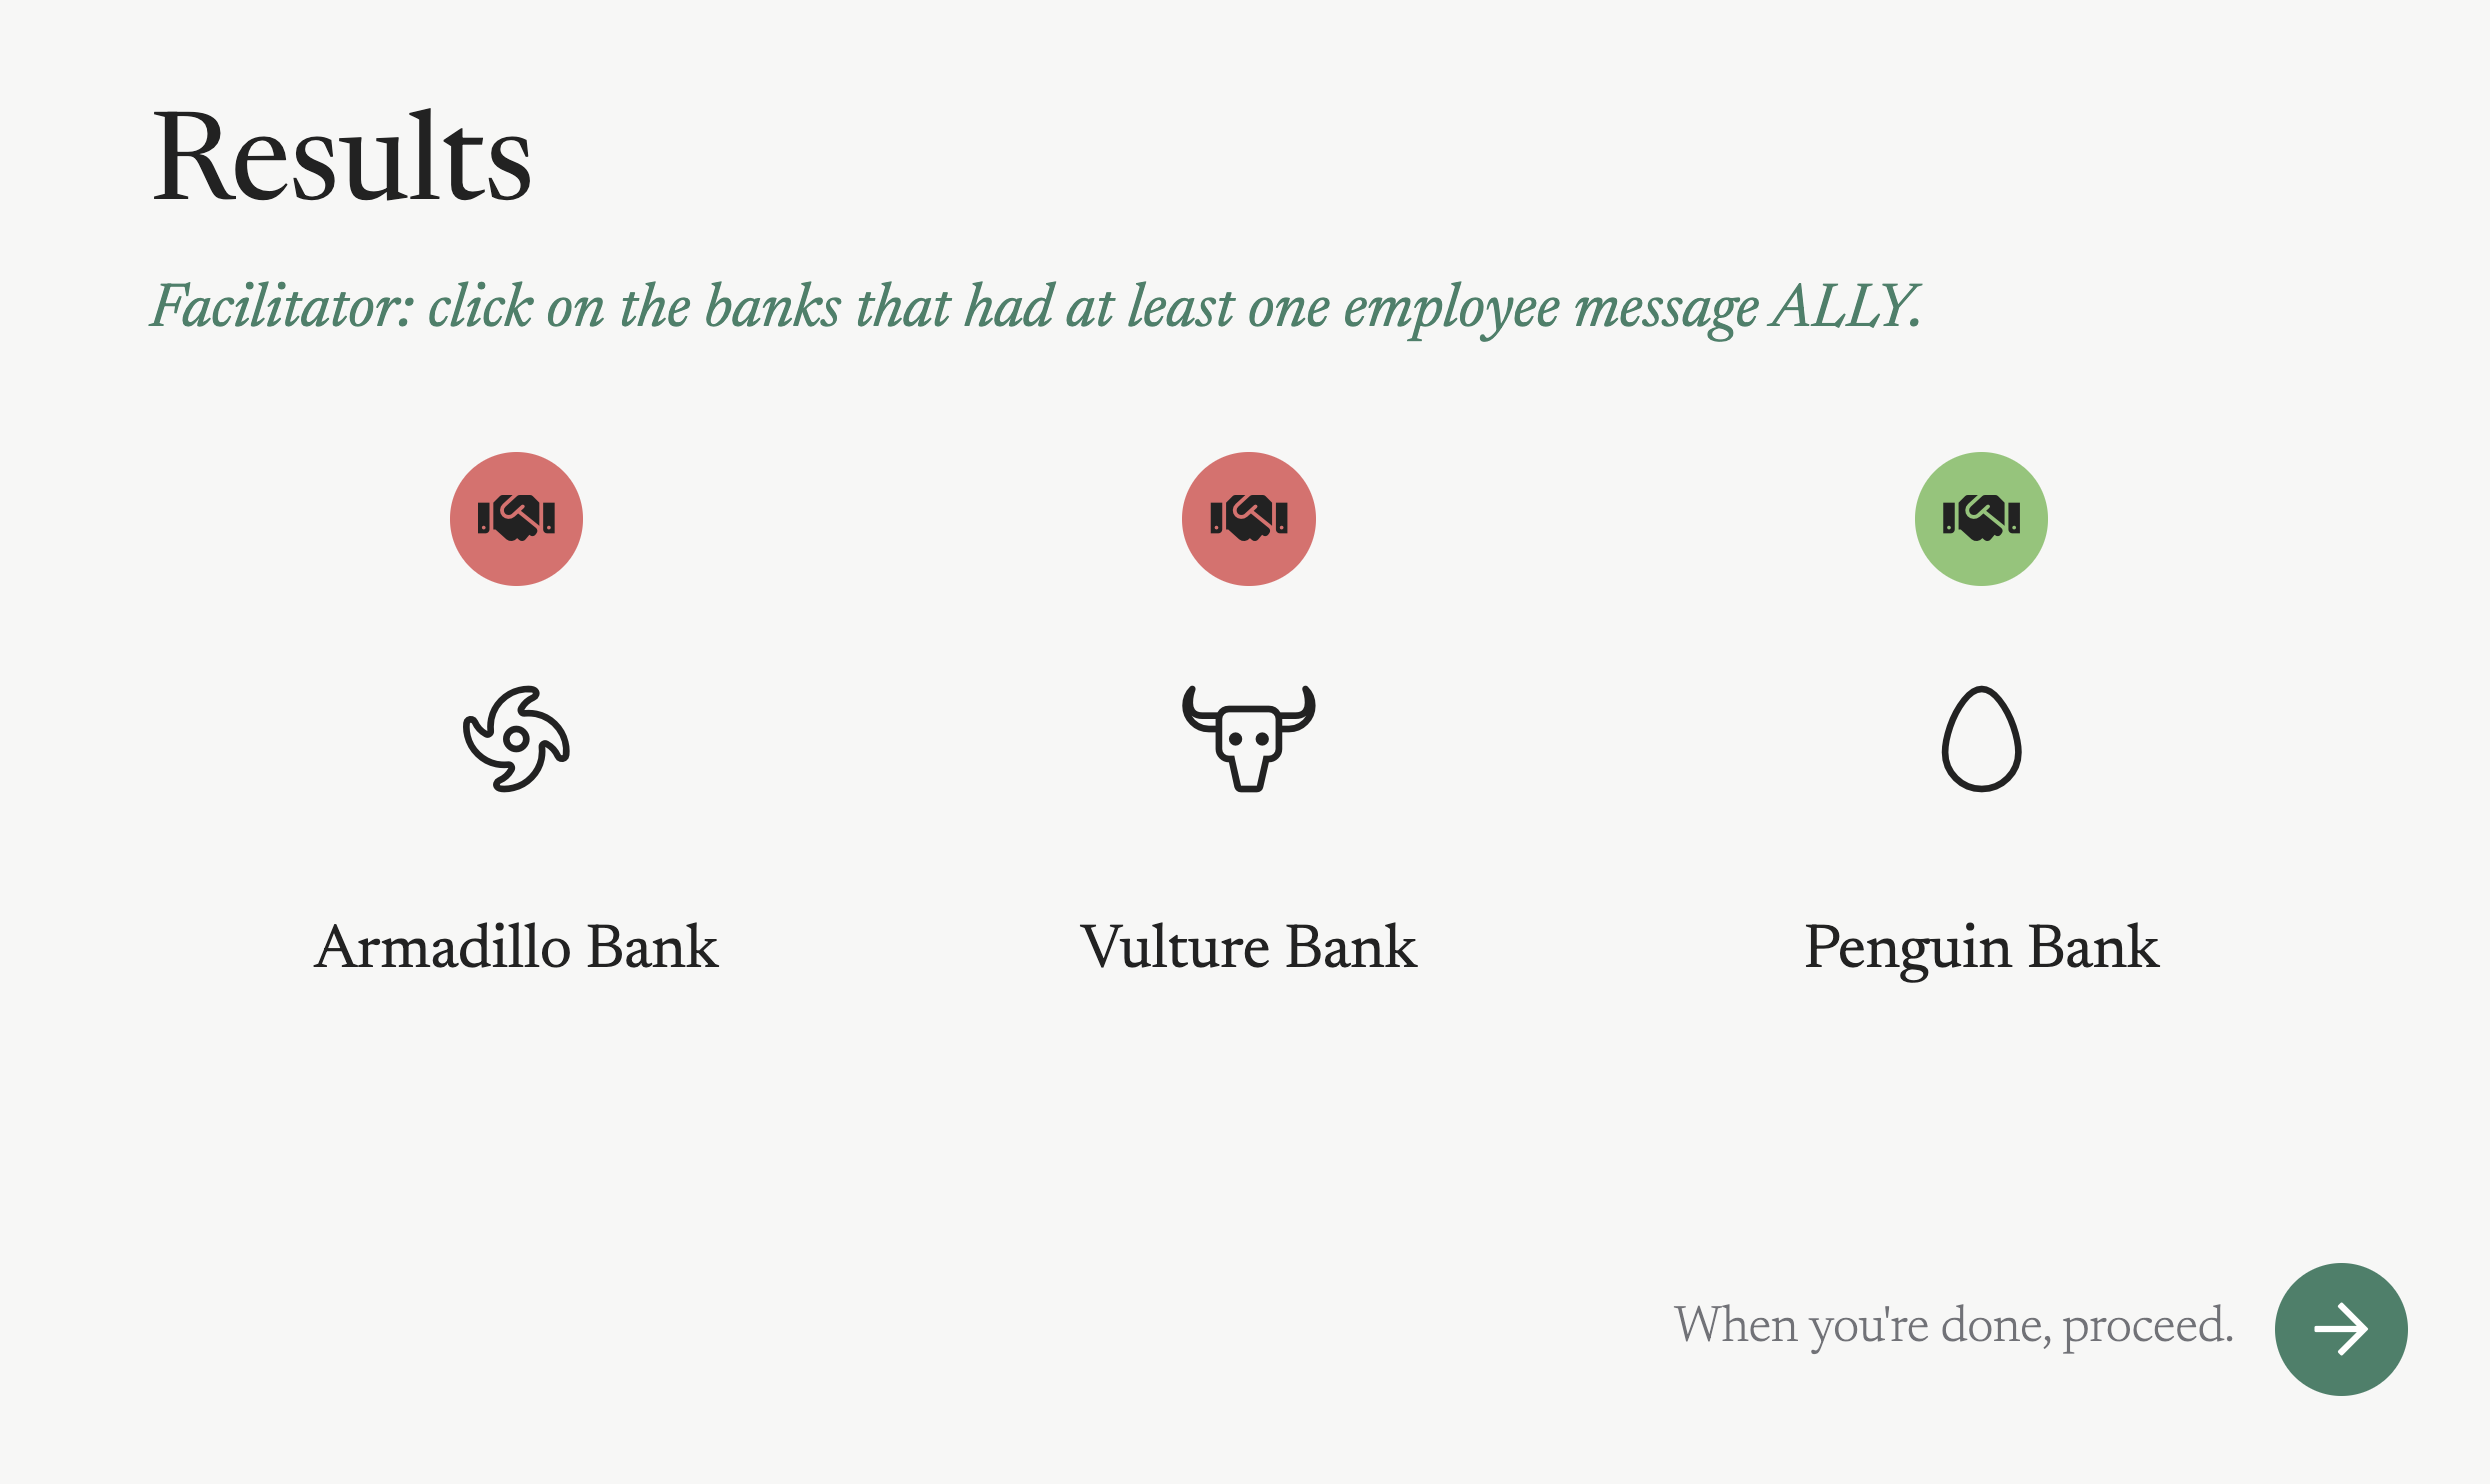 Results
Facilitator: click on the banks that had at least one employee message ALLY.
Armadillo Bank
Vulture Bank
Penguin Bank
When you're done, proceed.